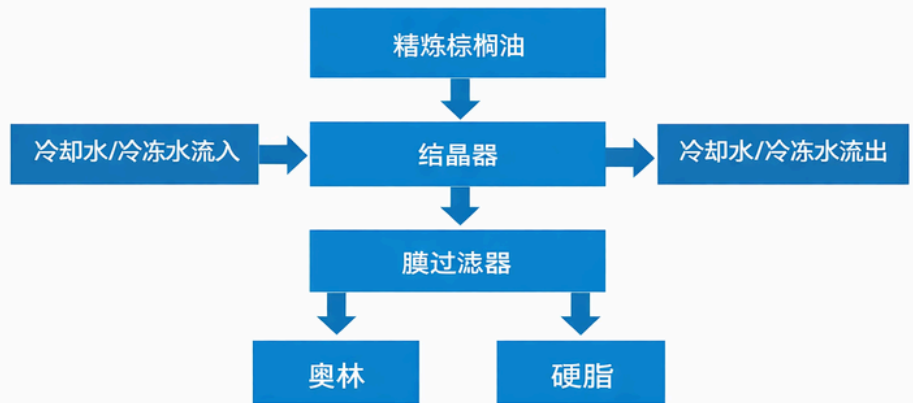 精炼棕榈油
冷却水/冷冻水流入
结晶器
冷却水/冷冻水流出
膜过滤器
奥林
硬脂